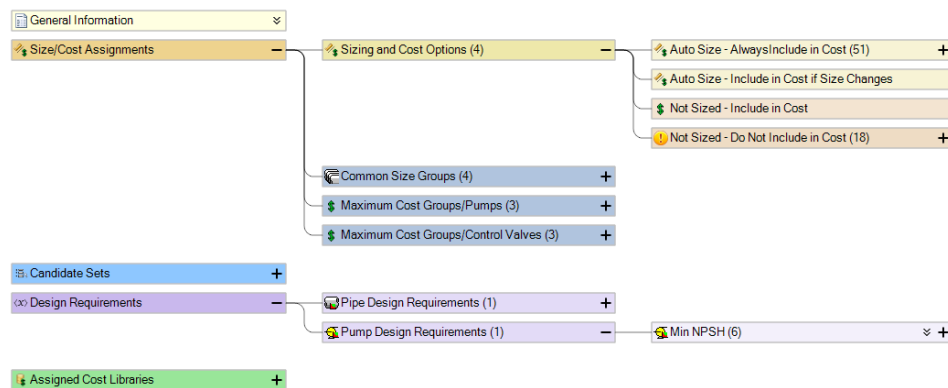 General Information
Size/Cost Assignments
Sizing and Cost Options (4)
Auto Size - AlwaysInclude in Cost (51)
Auto Size - Include in Cost if Size Changes
Not Sized - Include in Cost
Not Sized - Do Not Include in Cost (18)
Common Size Groups (4)
Maximum Cost Groups/Pumps (3)
Maximum Cost Groups/Control Valves (3)
Candidate Sets
Design Requirements
Pipe Design Requirements (1)
Pump Design Requirements (1)
Min NPSH (6)
Assigned Cost Libraries